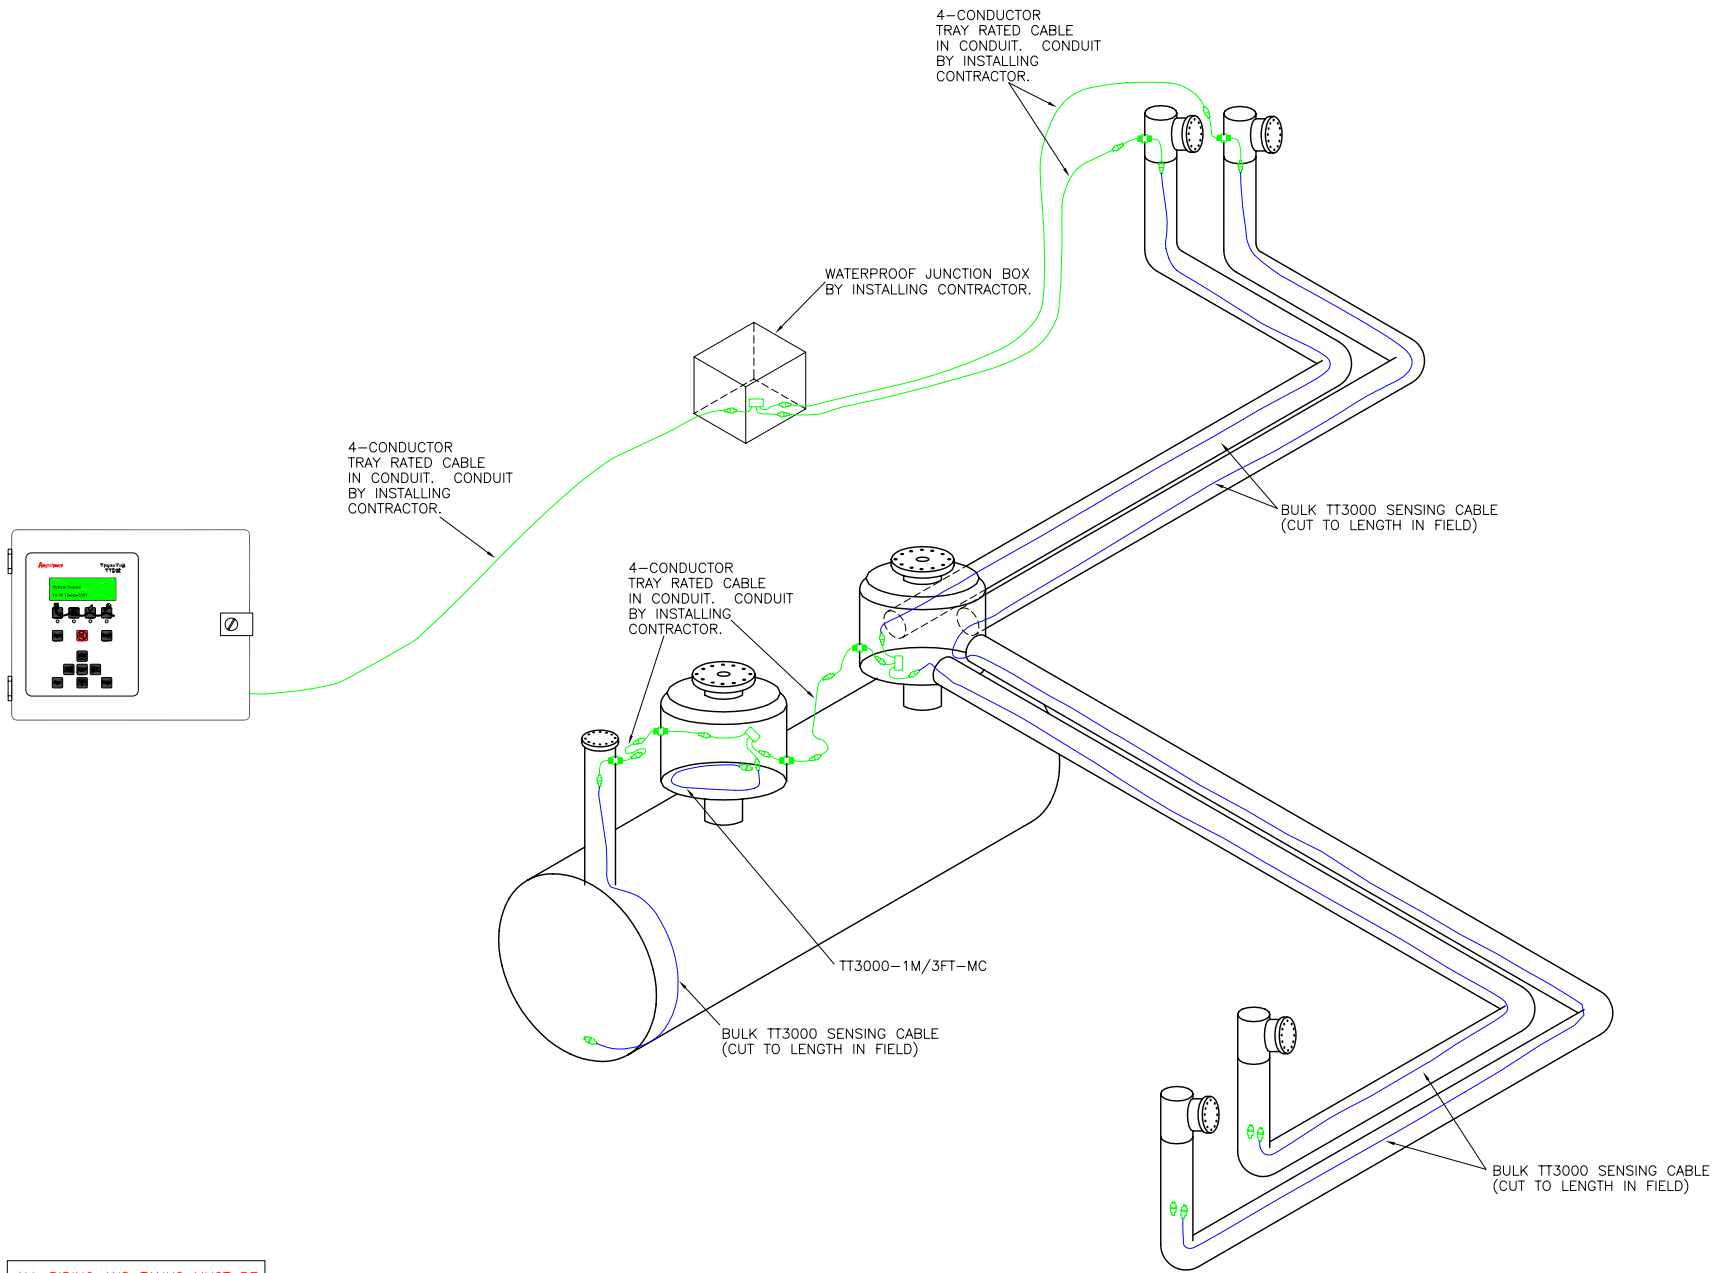 4-CONDUCTOR
TRAY RATED CABLE
IN CONDUIT. CONDUIT
BY INSTALLING
CONTRACTOR.
WATERPROOF JUNCTION BOX
BY INSTALLING CONTRACTOR.
4-CONDUCTOR
TRAY RATED CABLE
IN CONDUIT. CONDUIT
BY INSTALLING
CONTRACTOR.
BULK TT3000 SENSING CABLE
(CUT TO LENGTH IN FIELD)
4-CONDUCTOR
TRAY RATED CABLE
IN CONDUIT. CONDUIT
BY INSTALLING
CONTRACTOR.
TT3000-1M/3FT-MC
BULK TT3000 SENSING CABLE
(CUT TO LENGTH IN FIELD)
BULK TT3000 SENSING CABLE
(CUT TO LENGTH IN FIELD)